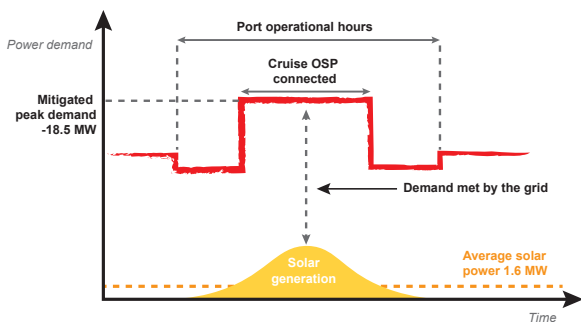 Port operational hours
Power demand
Cruise OSP
connected
Mitigated
peak demand
-18.5 MW
Demand met by the grid
Solar
generation
Average solar
power 1.6 MW
Time